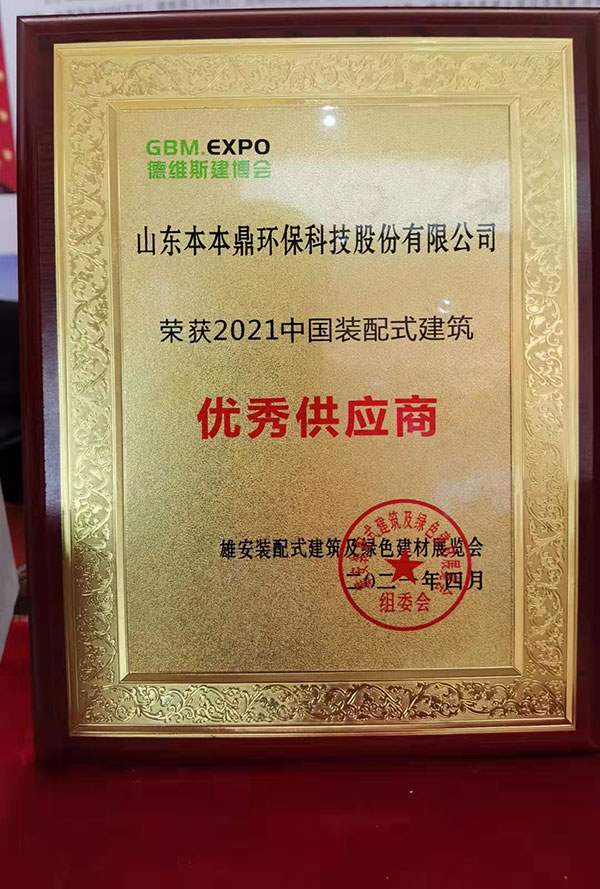 GBM.EXPO
德维斯建博会
山东本本鼎环保科技股份有限公司
荣获2021中国装配式建筑
优秀供应商
雄安装配式建筑及绿色建材展览会
二〇二一年四月
组委会